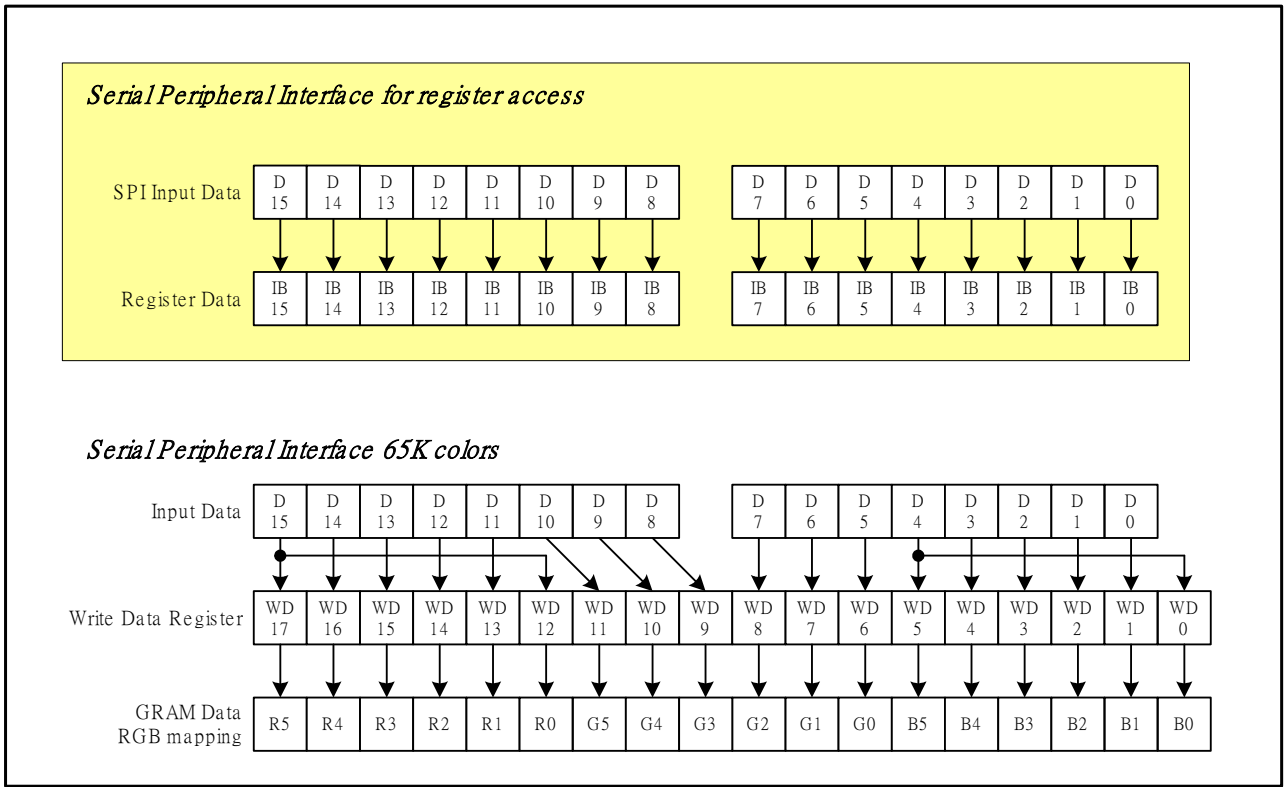 Serial Peripheral Interface for register access
SPI Input Data D 15 D 14 D 13 D 12 D 11 D 10 D 9 D 8 D 7 D 6 D 5 D 4 D 3 D 2 D 1 D 0
Register Data IB 15 IB 14 IB 13 IB 12 IB 11 IB 10 IB 9 IB 8 IB 7 IB 6 IB 5 IB 4 IB 3 IB 2 IB 1 IB 0
Serial Peripheral Interface 65K colors
Input Data D 15 D 14 D 13 D 12 D 11 D 10 D 9 D 8 D 7 D 6 D 5 D 4 D 3 D 2 D 1 D 0
Write Data Register WD 17 WD 16 WD 15 WD 14 WD 13 WD 12 WD 11 WD 10 WD 9 WD 8 WD 7 WD 6 WD 5 WD 4 WD 3 WD 2 WD 1 WD 0
GRAM Data
RGB mapping R5 R4 R3 R2 R1 R0 G5 G4 G3 G2 G1 G0 B5 B4 B3 B2 B1 B0